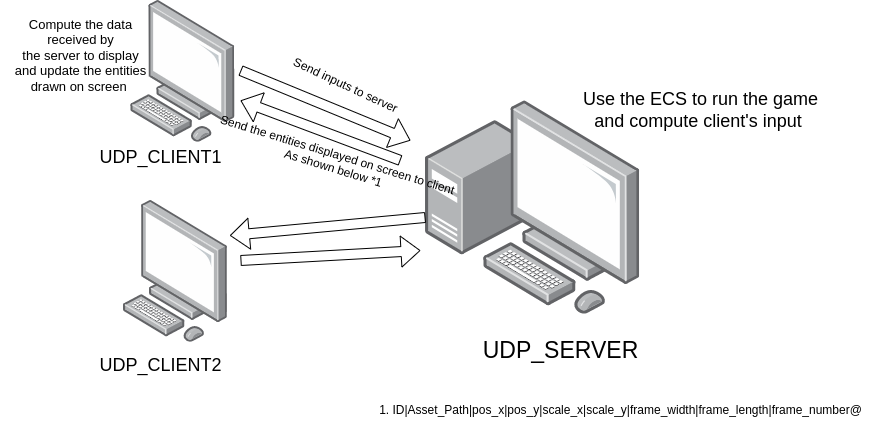 Compute the data
received by
the server to display
and update the entities
drawn on screen
Send inputs to server
Use the ECS to run the game
and compute client's input
Send the entities displayed on screen to client
As shown below *1
UDP_CLIENT1
UDP_CLIENT2
UDP_SERVER
1. ID|Asset_Path|pos_x|pos_y|scale_x|scale_y|frame_width|frame_length|frame_number@